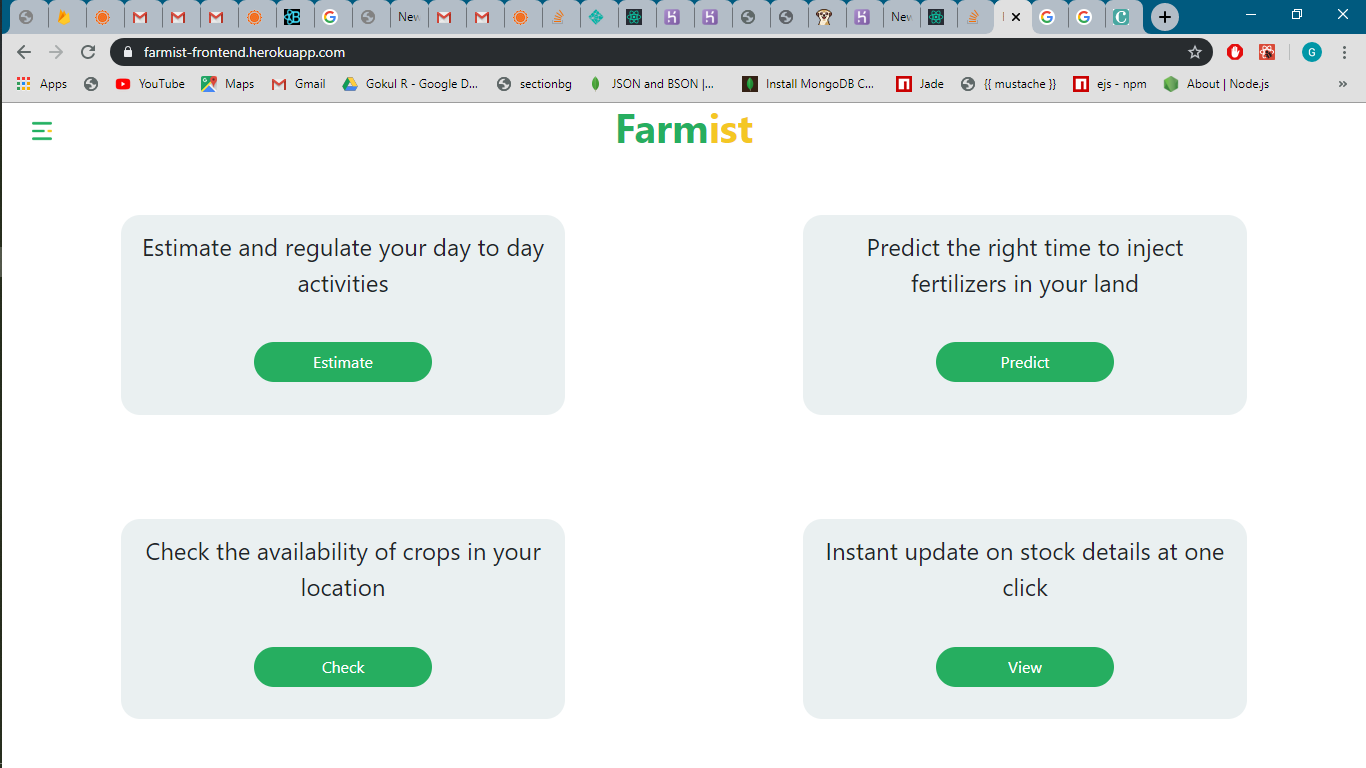 New
New
farmist-frontend.herokuapp.com
G
Apps
YouTube
Maps
Gmail
Gokul R - Google D...
sectionbg
JSON and BSON |...
Install MongoDB C...
Jade
{{ mustache }}
ejs - npm
About | Node.js
»
Farmist
Estimate and regulate your day to day
activities
Estimate
Predict the right time to inject
fertilizers in your land
Predict
Check the availability of crops in your
location
Check
Instant update on stock details at one
click
View